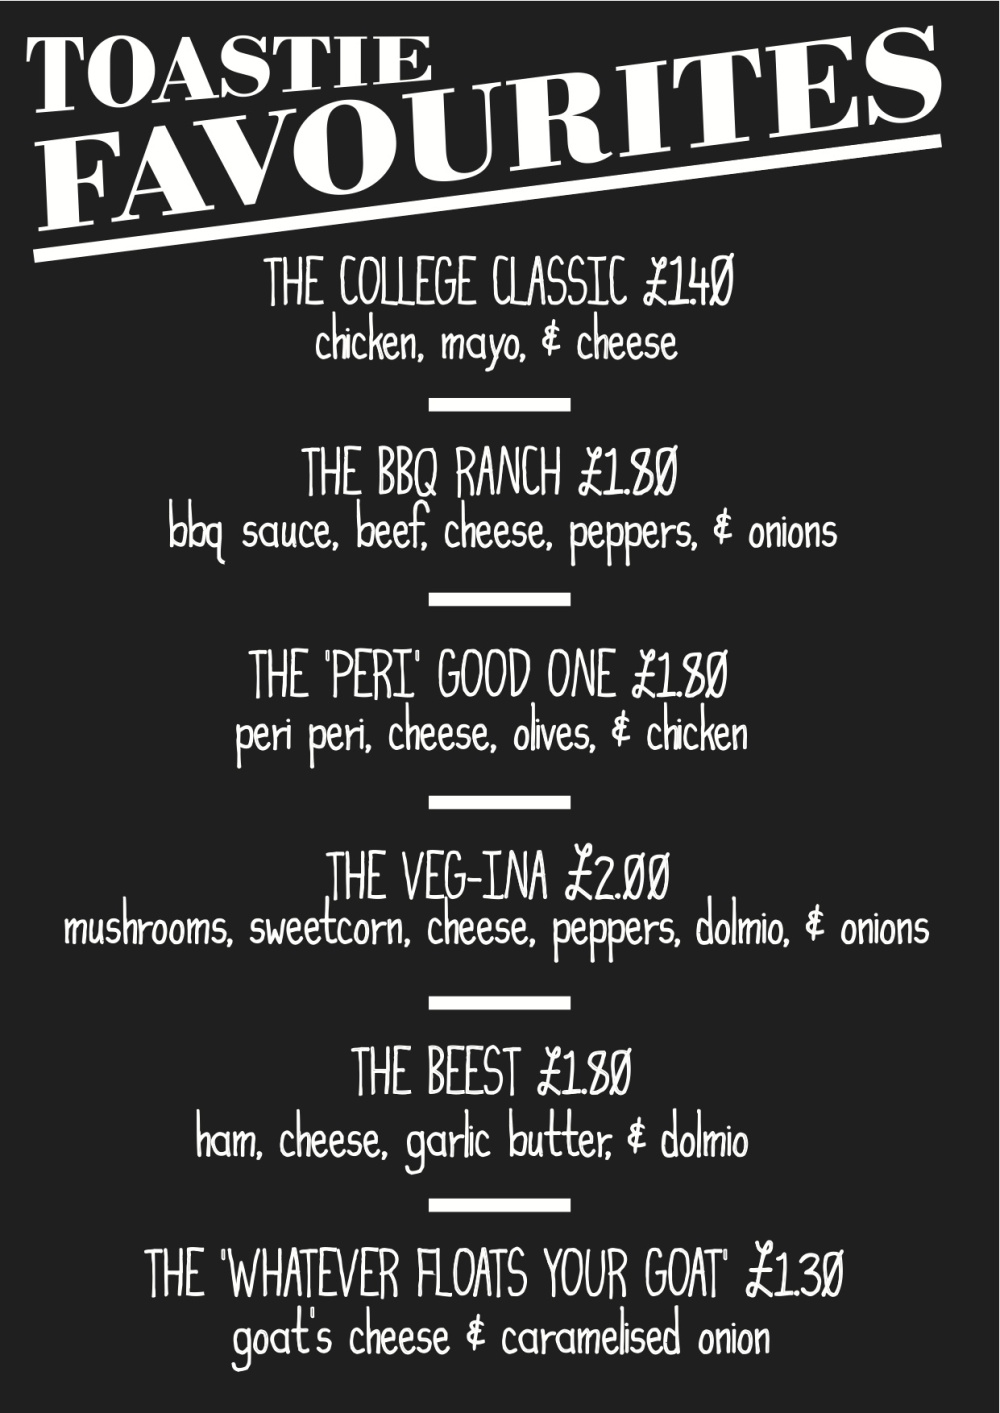 TOASTIE
FAVOURITES
THE COLLEGE CLASSIC £1.40
chicken, mayo, & cheese
THE BBQ RANCH £1.80
bbq sauce, beef, cheese, peppers, & onions
THE 'PERI' GOOD ONE £1.80
peri peri, cheese, olives, & chicken
THE VEG-INA £2.00
mushrooms, sweetcorn, cheese, peppers, dolmio, & onions
THE BEEST £1.80
ham, cheese, garlic butter, & dolmio
THE 'WHATEVER FLOATS YOUR GOAT' £1.30
goat's cheese & caramelised onion